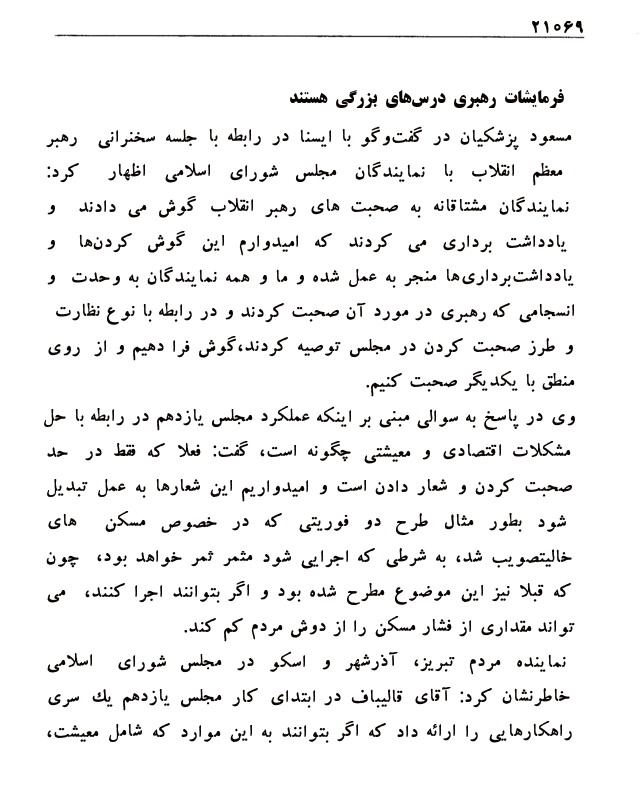 ۲۱۰۶۹
فرمایشات رهبری درس‌های بزرگی هستند
مسعود پزشکیان در گفت‌وگو با ایسنا در رابطه با جلسه سخنرانی رهبر
معظم انقلاب با نمایندگان مجلس شورای اسلامی اظهار کرد:
نمایندگان مشتاقانه به صحبت های رهبر انقلاب گوش می دادند و
یادداشت برداری می کردند که امیدوارم این گوش کردن‌ها و
یادداشت‌برداری‌ها منجر به عمل شده و ما و همه نمایندگان به وحدت و
انسجامی که رهبری در مورد آن صحبت کردند و در رابطه با نوع نظارت
و طرز صحبت کردن در مجلس توصیه کردند،گوش فرا دهیم و از روی
منطق با یکدیگر صحبت کنیم.
وی در پاسخ به سوالی مبنی بر اینکه عملکرد مجلس یازدهم در رابطه با حل
مشکلات اقتصادی و معیشتی چگونه است، گفت: فعلا که فقط در حد
صحبت کردن و شعار دادن است و امیدواریم این شعارها به عمل تبدیل
شود بطور مثال طرح دو فوریتی که در خصوص مسکن های
خالیتصویب شد، به شرطی که اجرایی شود مثمر ثمر خواهد بود، چون
که قبلا نیز این موضوع مطرح شده بود و اگر بتوانند اجرا کنند، می
تواند مقداری از فشار مسکن را از دوش مردم کم کند.
نماینده مردم تبریز، آذرشهر و اسکو در مجلس شورای اسلامی
خاطرنشان کرد: آقای قالیباف در ابتدای کار مجلس یازدهم یك سری
راهکارهایی را ارائه داد که اگر بتوانند به این موارد که شامل معیشت،